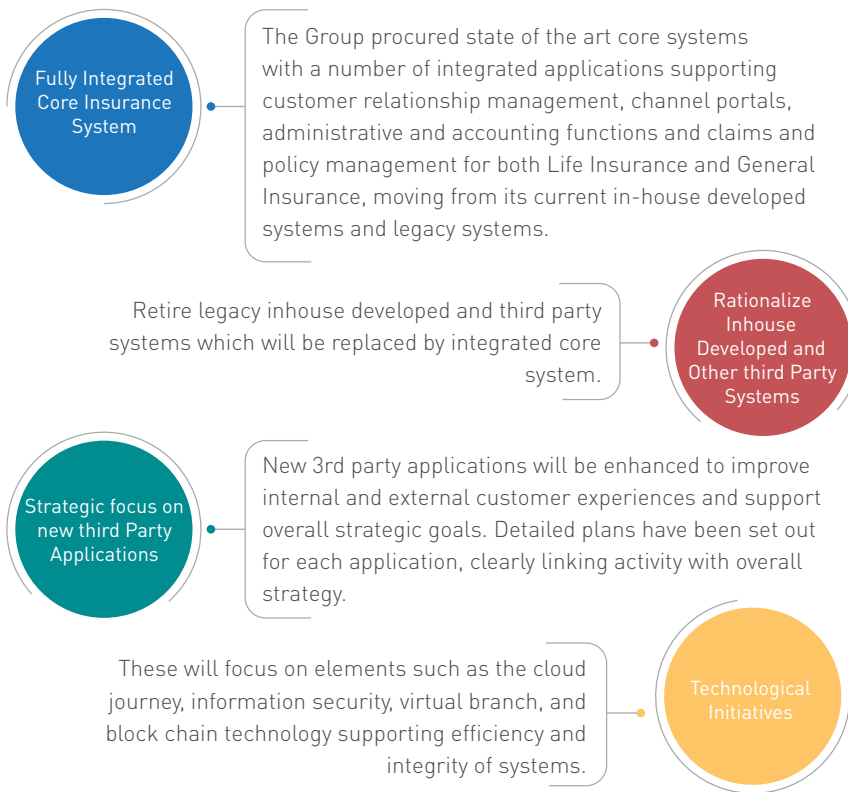 Fully Integrated
Core Insurance
System
The Group procured state of the art core systems
with a number of integrated applications supporting
customer relationship management, channel portals,
administrative and accounting functions and claims and
policy management for both Life Insurance and General
Insurance, moving from its current in-house developed
systems and legacy systems.
Retire legacy inhouse developed and third party
systems which will be replaced by integrated core
system.
Rationalize
Inhouse
Developed and
Other third Party
Systems
Strategic focus on
new third Party
Applications
New 3rd party applications will be enhanced to improve
internal and external customer experiences and support
overall strategic goals. Detailed plans have been set out
for each application, clearly linking activity with overall
strategy.
These will focus on elements such as the cloud
journey, information security, virtual branch, and
block chain technology supporting efficiency and
integrity of systems.
Technological
Initiatives